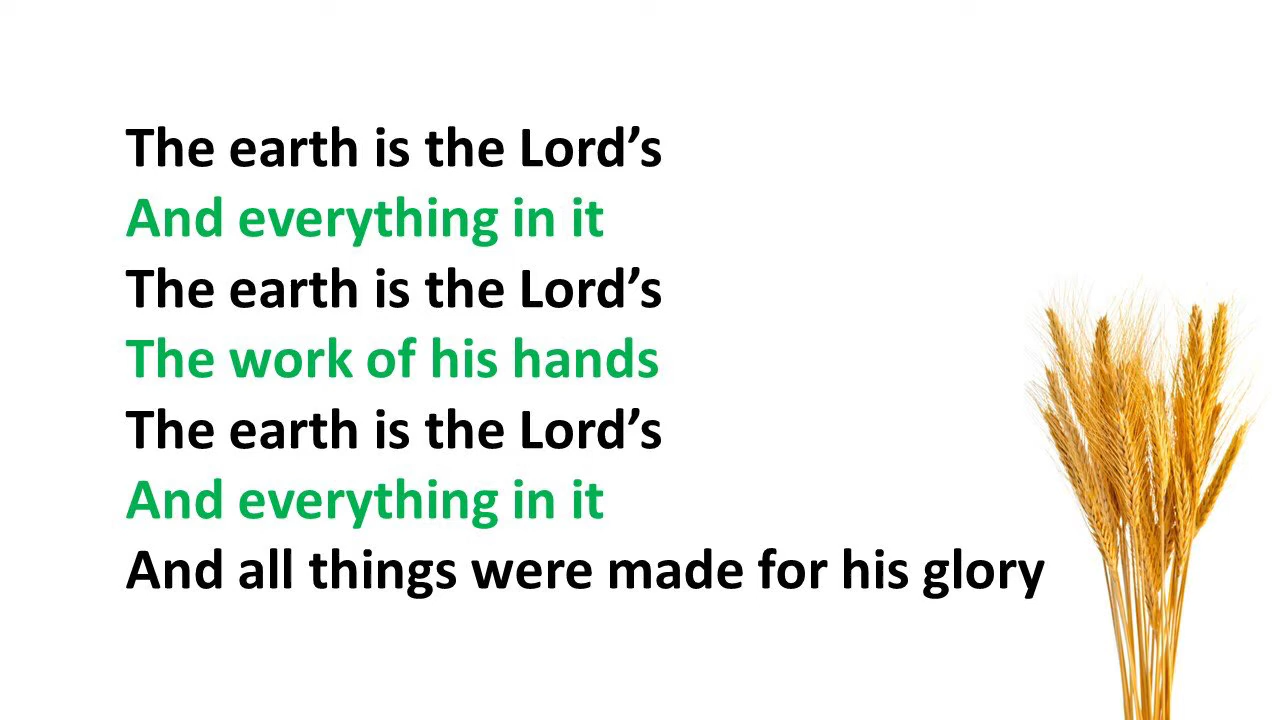 The earth is the Lord’s
And everything in it
The earth is the Lord’s
The work of his hands
The earth is the Lord’s
And everything in it
And all things were made for his glory